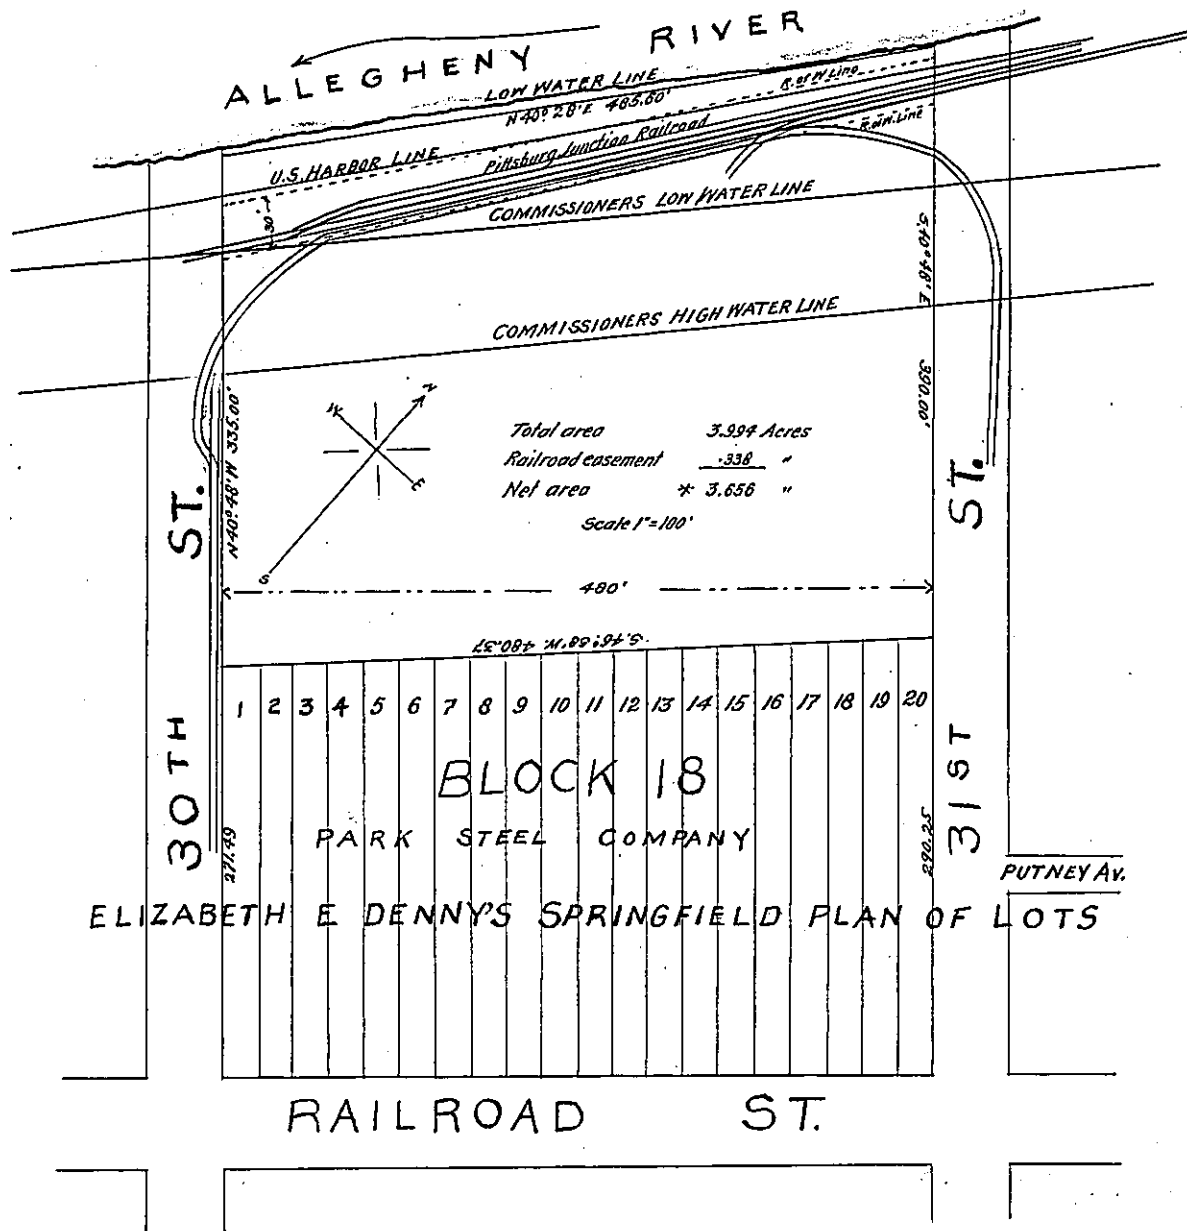 ALLEGHENY RIVER
LOW WATER LINE
N 40° 28' E 485.60'
R. of W. Line
U.S. HARBOR LINE
Pittsburg Junction Railroad
R. of W. Line
30'
COMMISSIONERS LOW WATER LINE
S 40° 48' E 390.00'
COMMISSIONERS HIGH WATER LINE
N 40° 48' W 335.00'
N
W
E
S
Total area 3.994 Acres
Railroad easement .338 "
Net area * 3.656 "
Scale 1"=100'
480'
480.37
1 2 3 4 5 6 7 8 9 10 11 12 13 14 15 16 17 18 19 20
30TH ST.
31ST ST.
BLOCK 18
PARK STEEL COMPANY
271.49
290.25
PUTNEY AV.
ELIZABETH E DENNY'S SPRINGFIELD PLAN OF LOTS
RAILROAD ST.